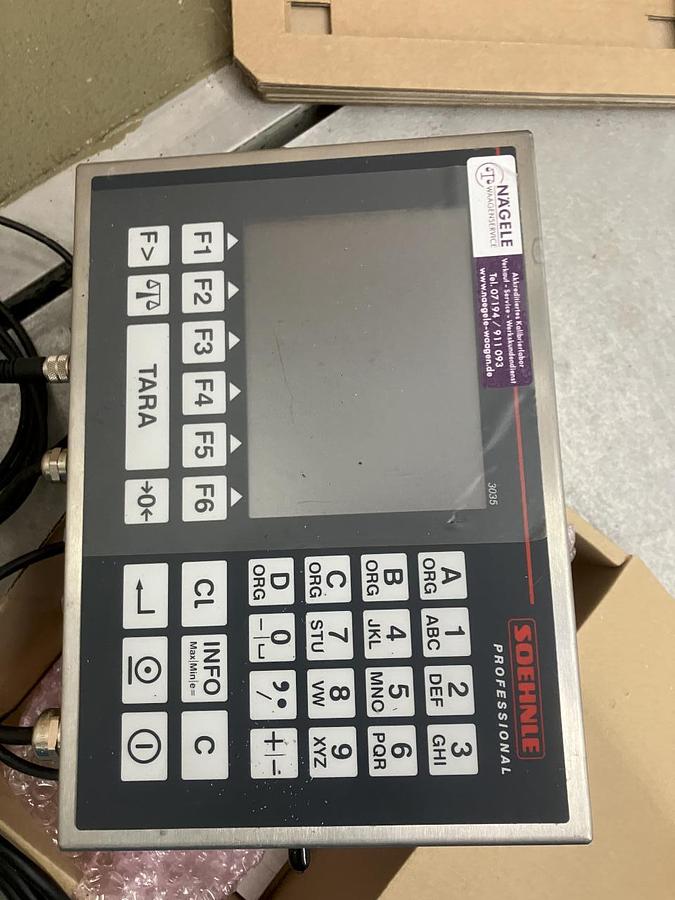 NÄGELE
WAAGENSERVICE
Akkreditiertes Kalibrierlabor
Verkauf - Service - Werkskundendienst
Tel. 07194 / 911 093
www.naegele-waagen.de
3035
SOEHNLE
PROFESSIONAL
A 1 2 3
ORG ABC DEF GHI
B 4 5 6
ORG JKL MNO PQR
C 7 8 9
ORG STU VW XYZ
D 0
ORG
F1 F2 F3 F4 F5 F6 CL INFO C
Max|Min|e=
F> TARA →0←